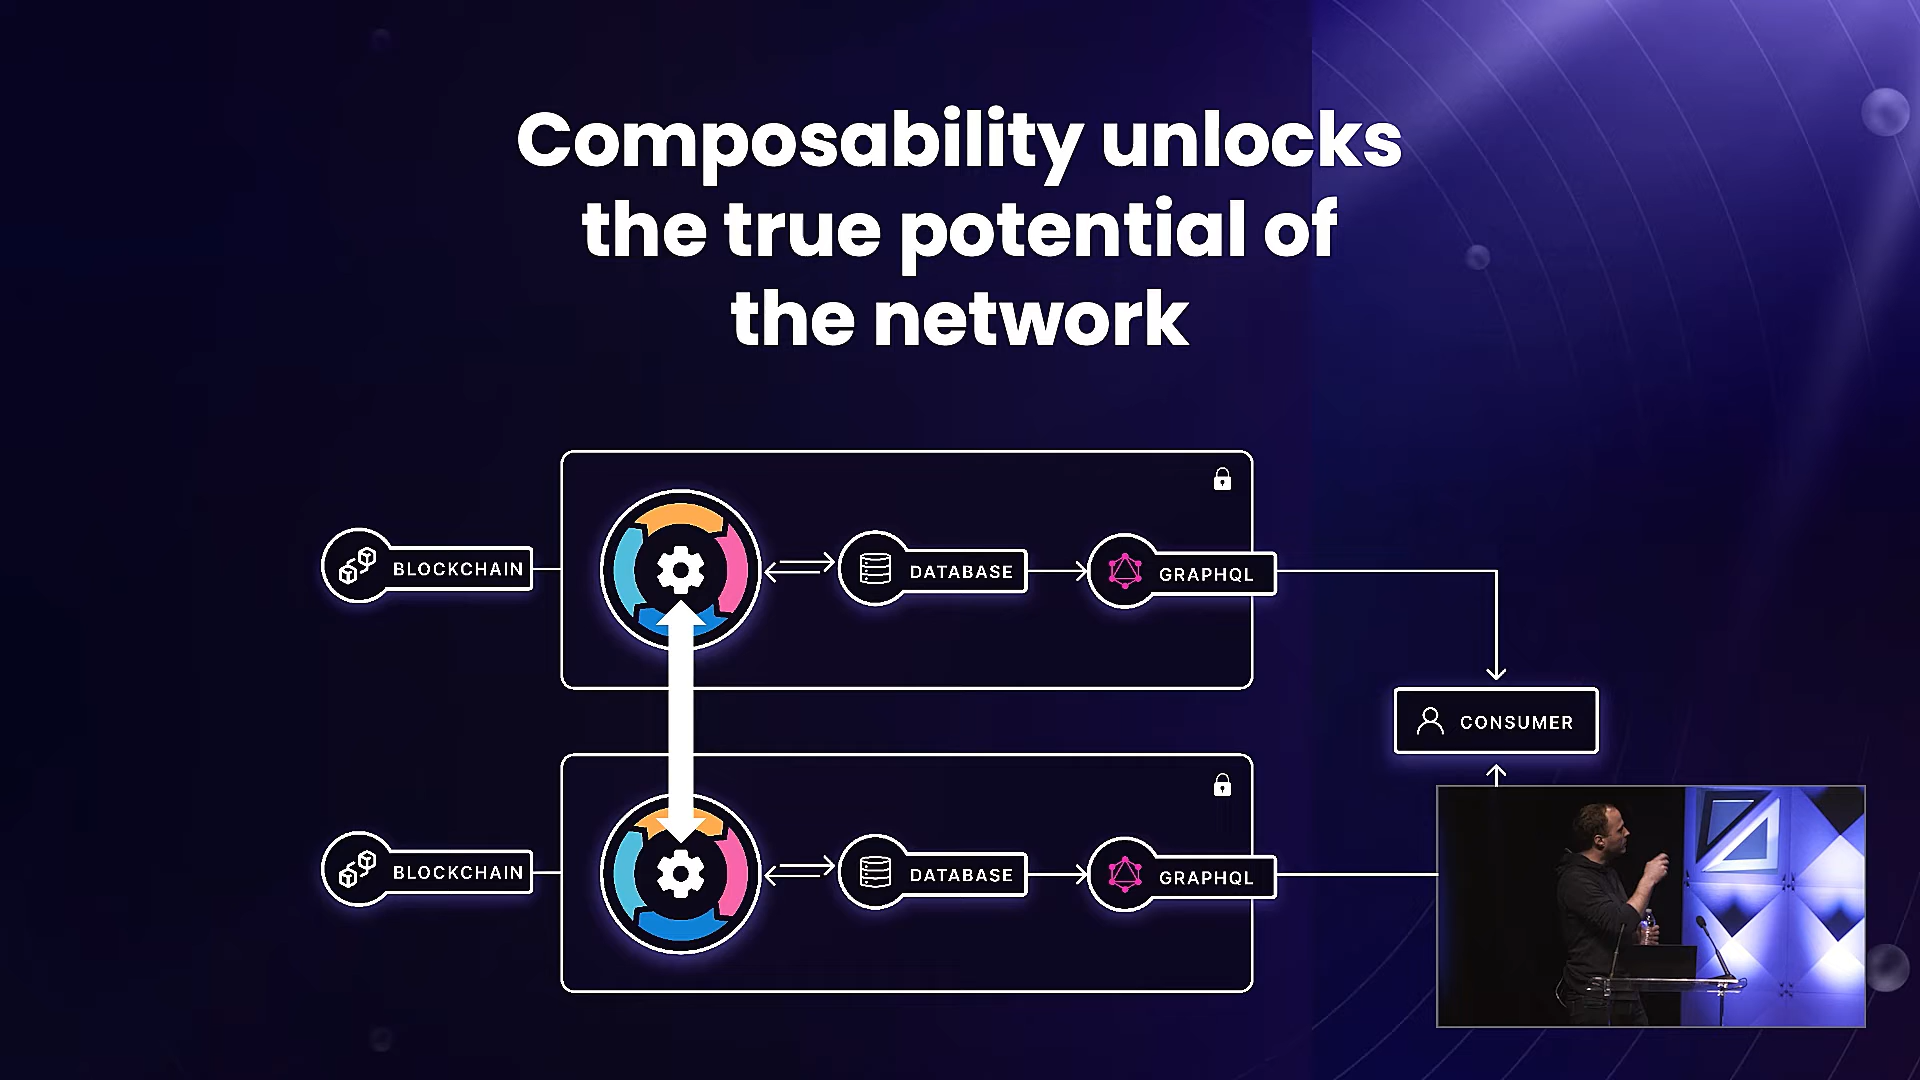 Composability unlocks
the true potential of
the network
BLOCKCHAIN
DATABASE
GRAPHQL
CONSUMER
BLOCKCHAIN
DATABASE
GRAPHQL